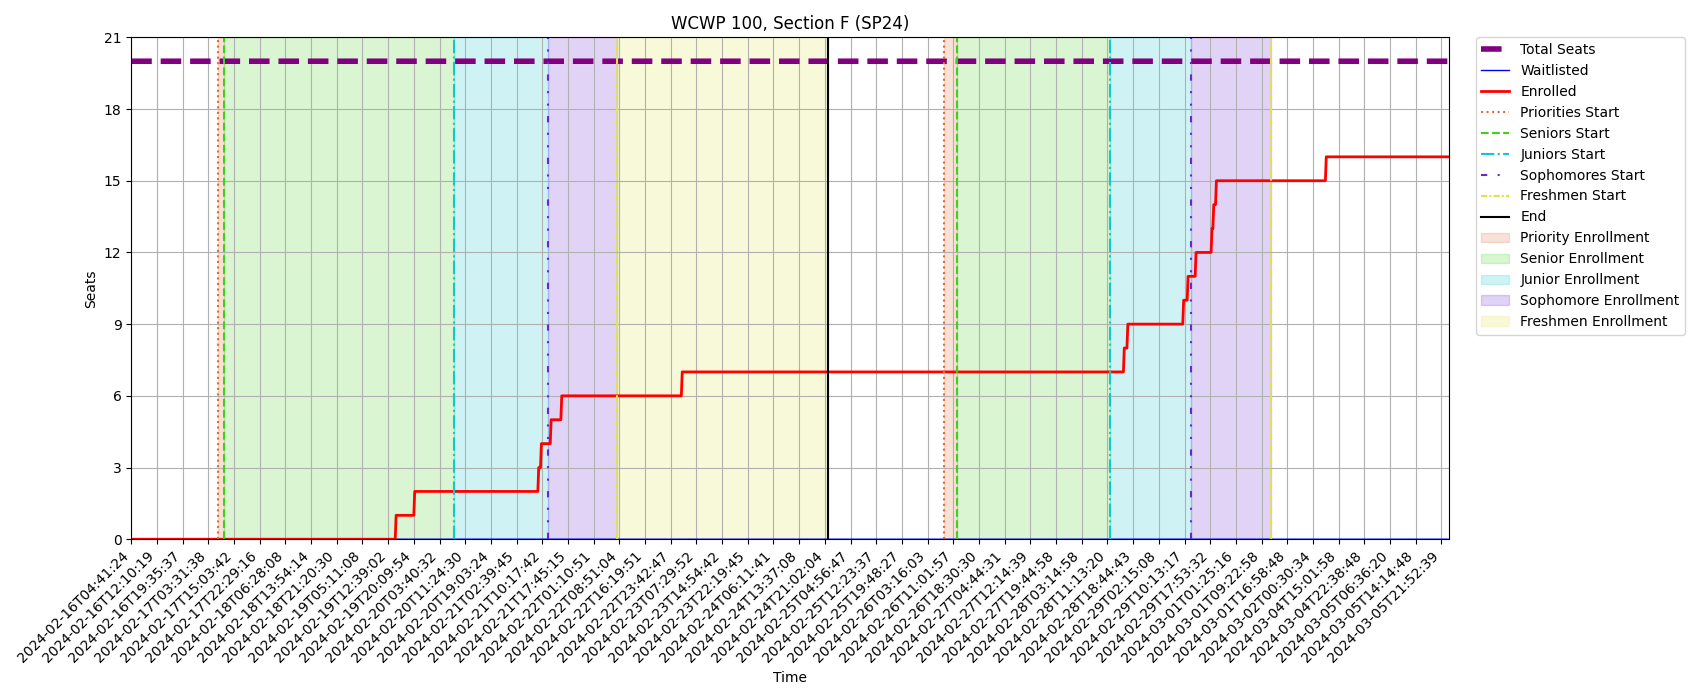 WCWP 100, Section F (SP24)
21
18
15
12
9
6
3
0
Seats
2024-02-16T04:41:24
2024-02-16T12:10:19
2024-02-16T19:35:37
2024-02-17T03:31:38
2024-02-17T15:03:42
2024-02-17T22:29:16
2024-02-18T06:28:08
2024-02-18T13:54:14
2024-02-18T21:20:30
2024-02-19T05:11:08
2024-02-19T12:39:02
2024-02-19T20:09:54
2024-02-20T03:40:32
2024-02-20T11:24:30
2024-02-20T19:03:24
2024-02-21T02:39:45
2024-02-21T10:17:42
2024-02-21T17:45:15
2024-02-22T01:10:51
2024-02-22T08:51:04
2024-02-22T16:19:51
2024-02-22T23:42:47
2024-02-23T07:29:52
2024-02-23T14:54:42
2024-02-23T22:19:45
2024-02-24T06:11:41
2024-02-24T13:37:08
2024-02-24T21:02:04
2024-02-25T04:56:47
2024-02-25T12:23:37
2024-02-25T19:48:27
2024-02-26T03:16:03
2024-02-26T11:01:57
2024-02-26T18:30:30
2024-02-27T04:44:31
2024-02-27T12:14:39
2024-02-27T19:44:58
2024-02-28T03:14:58
2024-02-28T11:13:20
2024-02-28T18:44:43
2024-02-29T02:15:08
2024-02-29T10:13:17
2024-02-29T17:53:32
2024-03-01T01:25:16
2024-03-01T09:22:58
2024-03-01T16:58:48
2024-03-02T00:30:34
2024-03-04T15:01:58
2024-03-04T22:38:48
2024-03-05T06:36:20
2024-03-05T14:14:48
2024-03-05T21:52:39
Time
Total Seats
Waitlisted
Enrolled
Priorities Start
Seniors Start
Juniors Start
Sophomores Start
Freshmen Start
End
Priority Enrollment
Senior Enrollment
Junior Enrollment
Sophomore Enrollment
Freshmen Enrollment